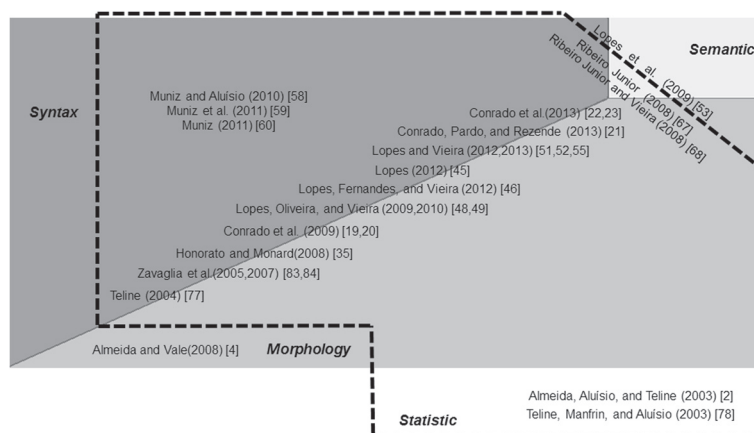 Semantic
Lopes et al. (2009) [53]
Ribeiro Junior (2008) [67]
Ribeiro Junior and Vieira (2008) [68]
Syntax
Muniz and Aluísio (2010) [58]
Muniz et al. (2011) [59]
Muniz (2011) [60]
Conrado et al.(2013) [22,23]
Conrado, Pardo, and Rezende (2013) [21]
Lopes and Vieira (2012,2013) [51,52,55]
Lopes (2012) [45]
Lopes, Fernandes, and Vieira (2012) [46]
Lopes, Oliveira, and Vieira (2009,2010) [48,49]
Conrado et al. (2009) [19,20]
Honorato and Monard(2008) [35]
Zavaglia et al.(2005,2007) [83,84]
Teline (2004) [77]
Almeida and Vale(2008) [4]
Morphology
Almeida, Aluísio, and Teline (2003) [2]
Teline, Manfrin, and Aluísio (2003) [78]
Statistic